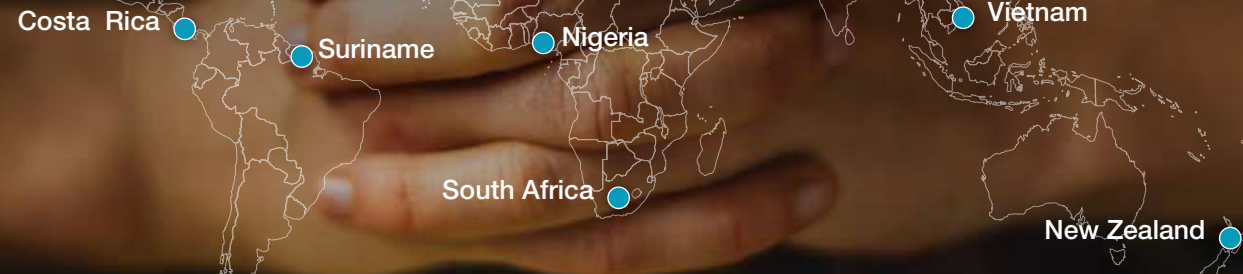 Costa Rica
Vietnam
Suriname
Nigeria
South Africa
New Zealand